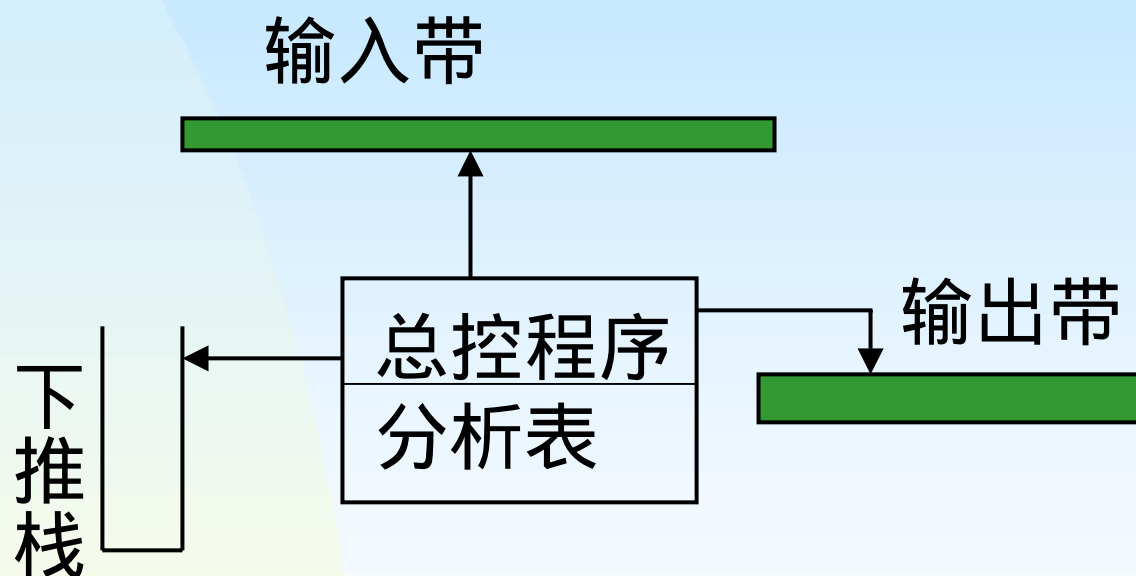 输入带
输出带
总控程序
分析表
下推栈